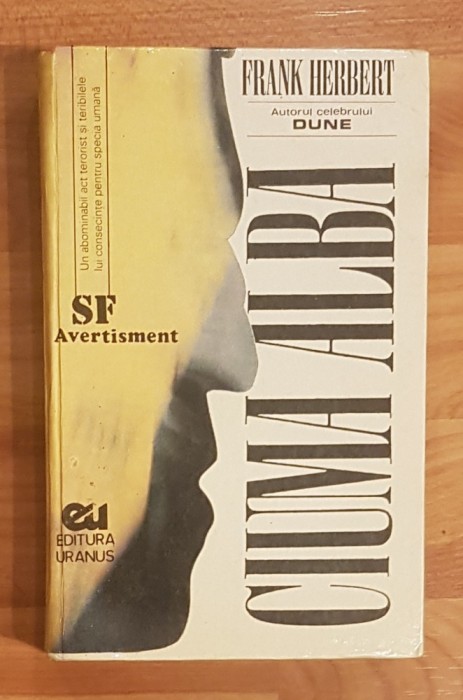 FRANK HERBERT
Autorul celebrului
DUNE
CIUMA ALBA
Un abominabil act terorist și teribilele
lui consecințe pentru specia umană
SF
Avertisment
eu
EDITURA
URANUS